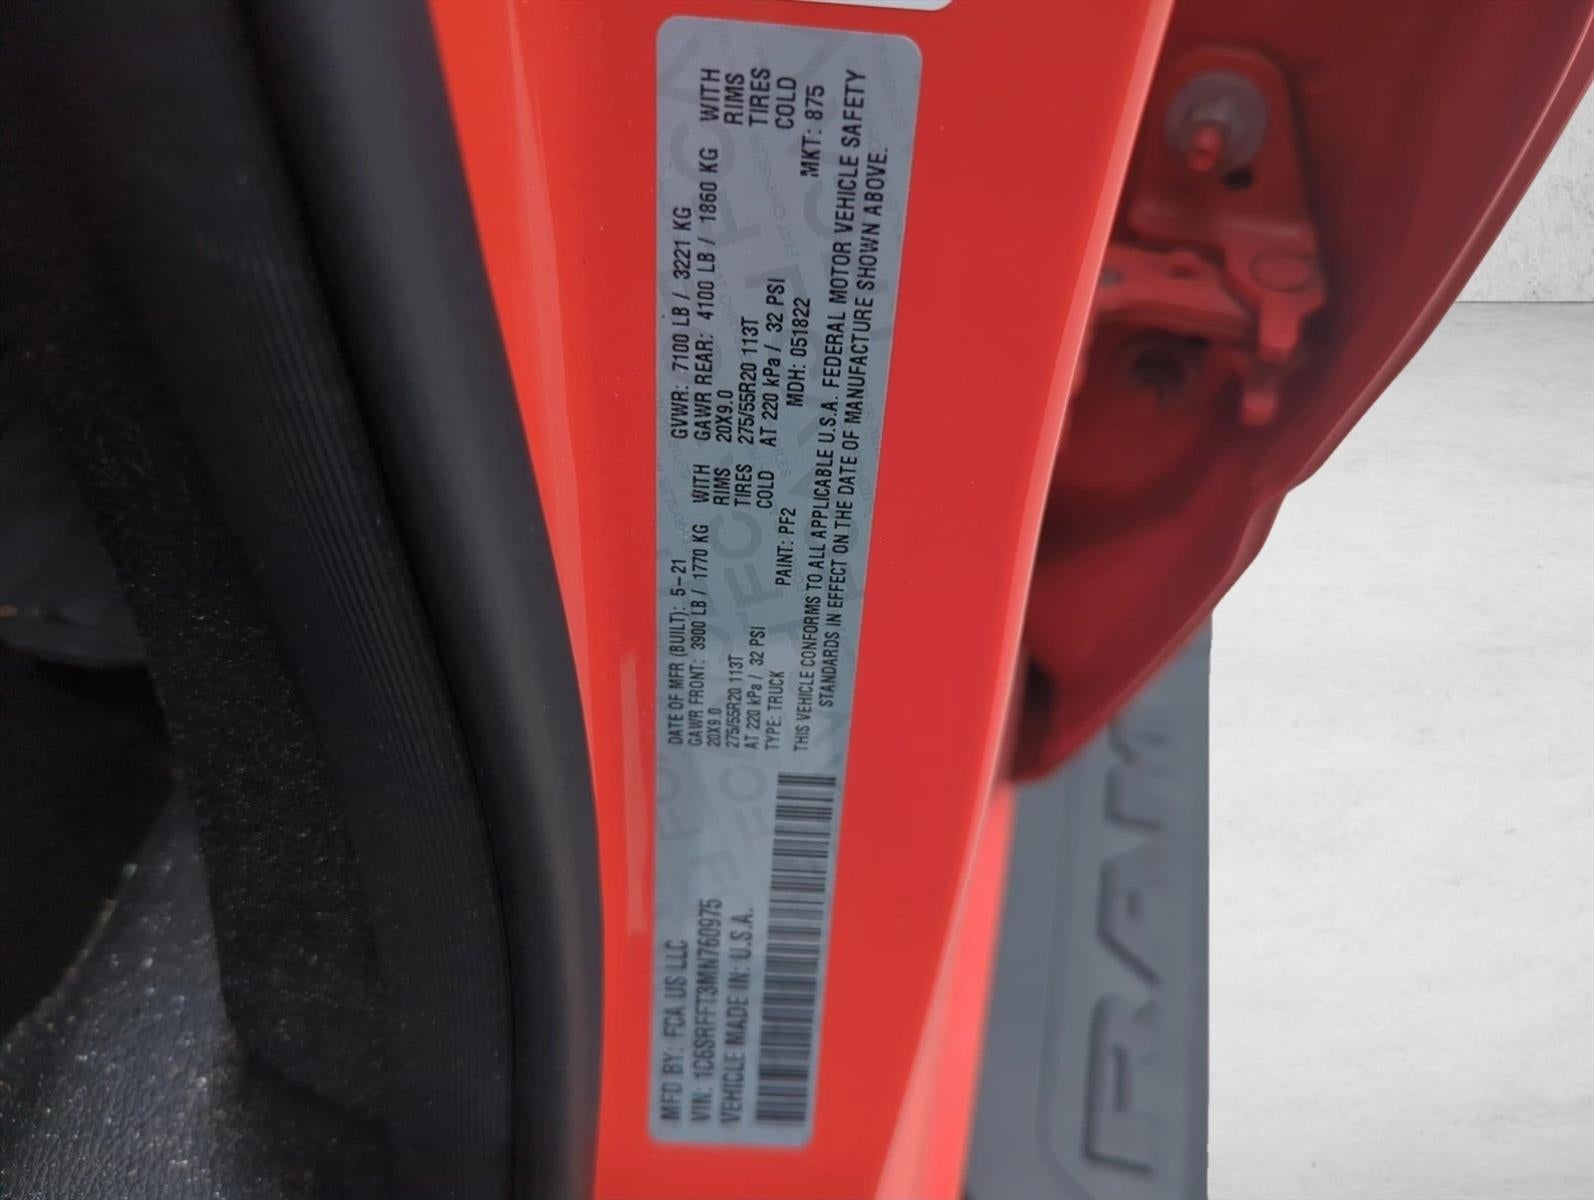 MFD BY: FCA US LLC
VIN: 1C6SRFFT3MN760975
VEHICLE MADE IN: U.S.A.
DATE OF MFR (BUILT): 5-21 GVWR: 7100 LB / 3221 KG
GAWR FRONT: 3900 LB / 1770 KG WITH GAWR REAR: 4100 LB / 1860 KG WITH
20X9.0 RIMS 20X9.0 RIMS
275/55R20 113T TIRES 275/55R20 113T TIRES
AT 220 kPa / 32 PSI COLD AT 220 kPa / 32 PSI COLD
TYPE: TRUCK PAINT: PF2 MDH: 051822 MKT: 875
THIS VEHICLE CONFORMS TO ALL APPLICABLE U.S.A. FEDERAL MOTOR VEHICLE SAFETY
STANDARDS IN EFFECT ON THE DATE OF MANUFACTURE SHOWN ABOVE.
RAM